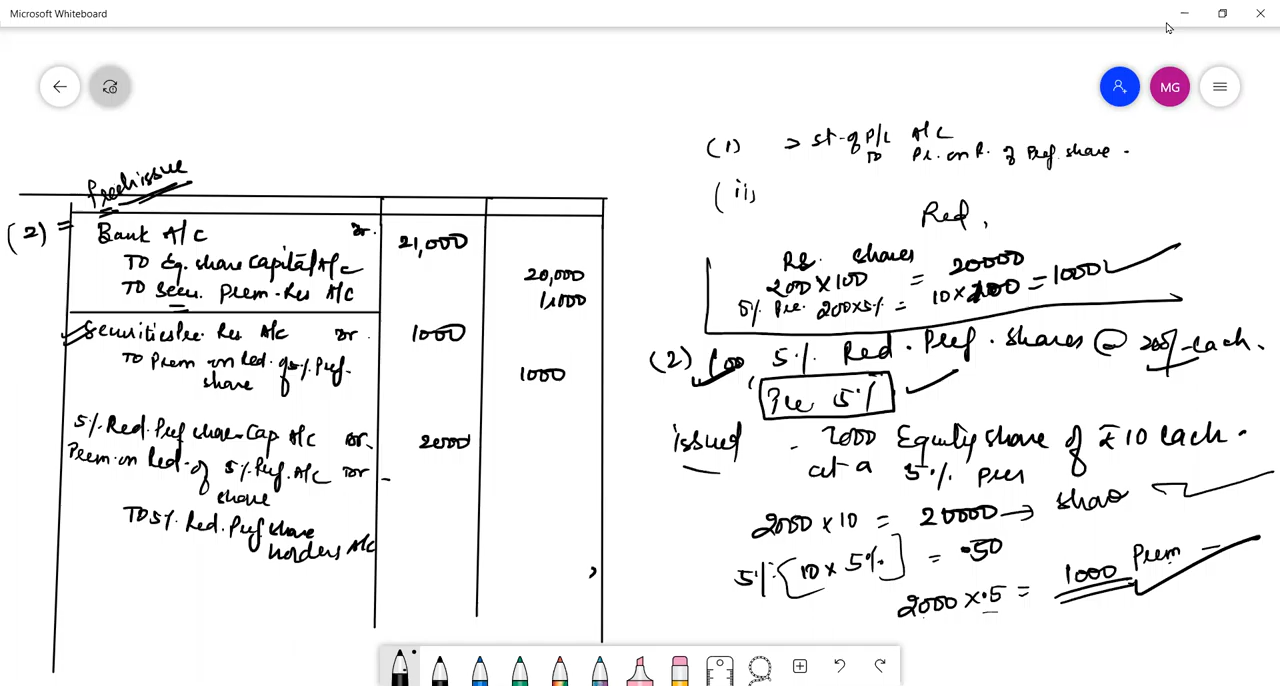 Microsoft Whiteboard
MG
Fresh issue
(2) = Bank A/c Dr. 21,000
To Eq. share Capital A/c 20,000
To Secu. Prem. Res A/c 1,000
Securities Pre. Res A/c Dr 1000
To Prem on Red. of 5% Pref. share 1000
5% Red. Pref share Cap A/c Dr. 20000
Prem. on Red. of 5% Pref. A/c Dr -
share
To 5% Red. Pref share
holders A/c
(1) > St. of P/L A/c
To Pr. on R. of Pref. share.
(ii)
Red.
Rs. shares
200 x 100 = 20000
5% Pre. 200x5% = 10 x 100 = 1000
(2) 100, 5% Red. Pref. shares @ 200/- each.
Pre 5%
issued - 2000 Equity share of ₹10 each.
at a 5% Prem
2000 x 10 = 20000 → share
5% [10 x 5%] = .50
2000 x .5 = 1000 Prem -